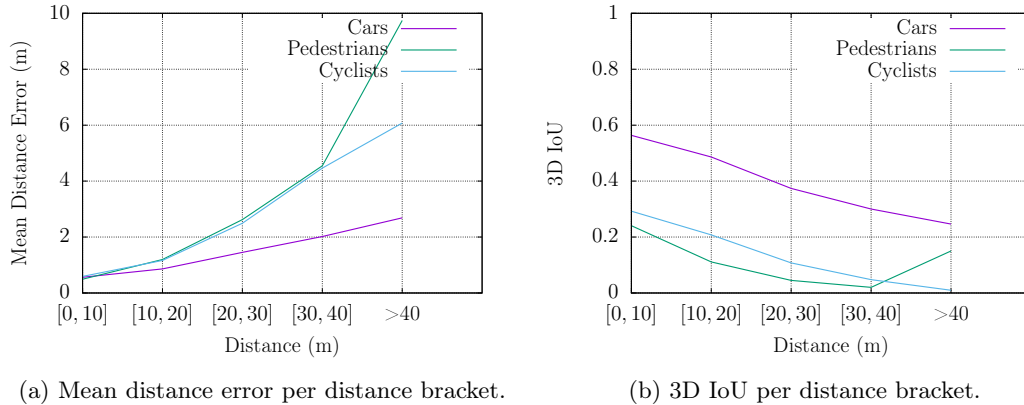 Mean Distance Error (m)
10
8
6
4
2
0
Cars
Pedestrians
Cyclists
[0, 10] [10, 20] [20, 30] [30, 40] >40
Distance (m)
(a) Mean distance error per distance bracket.
3D IoU
1
0.8
0.6
0.4
0.2
0
Cars
Pedestrians
Cyclists
[0, 10] [10, 20] [20, 30] [30, 40] >40
Distance (m)
(b) 3D IoU per distance bracket.